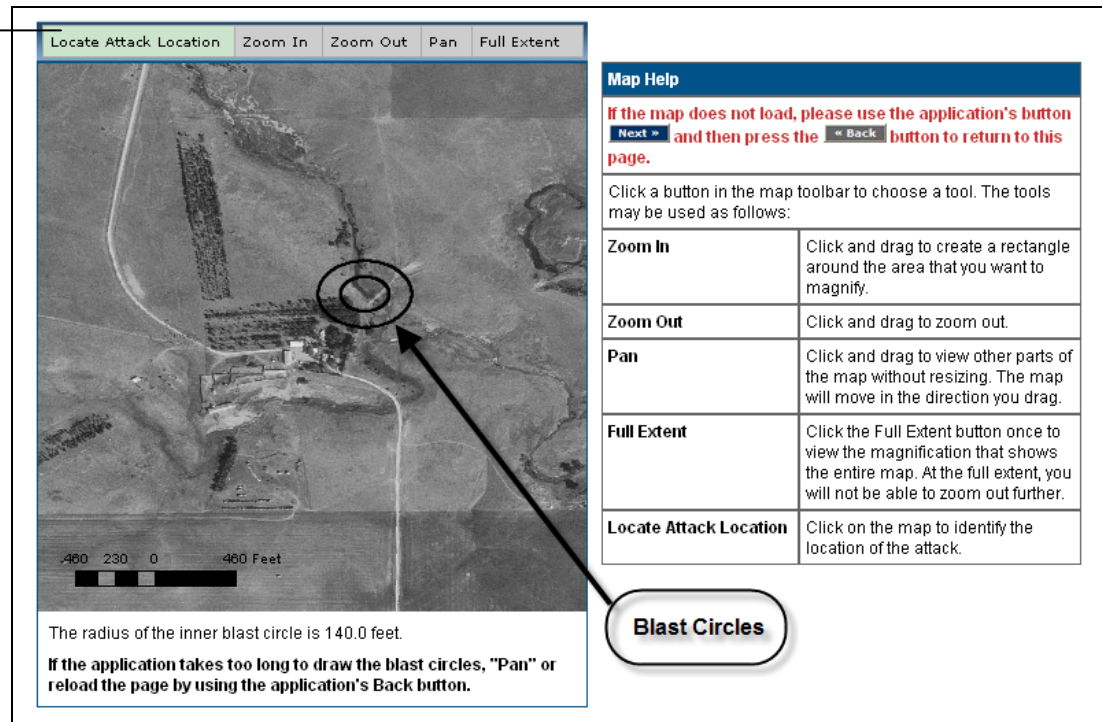 Locate Attack Location Zoom In Zoom Out Pan Full Extent
.460 230 0 460 Feet
The radius of the inner blast circle is 140.0 feet.
If the application takes too long to draw the blast circles, "Pan" or
reload the page by using the application's Back button.
Map Help
If the map does not load, please use the application's button
Next » and then press the « Back button to return to this
page.
Click a button in the map toolbar to choose a tool. The tools
may be used as follows:
Zoom In Click and drag to create a rectangle
around the area that you want to
magnify.
Zoom Out Click and drag to zoom out.
Pan Click and drag to view other parts of
the map without resizing. The map
will move in the direction you drag.
Full Extent Click the Full Extent button once to
view the magnification that shows
the entire map. At the full extent, you
will not be able to zoom out further.
Locate Attack Location Click on the map to identify the
location of the attack.
Blast Circles